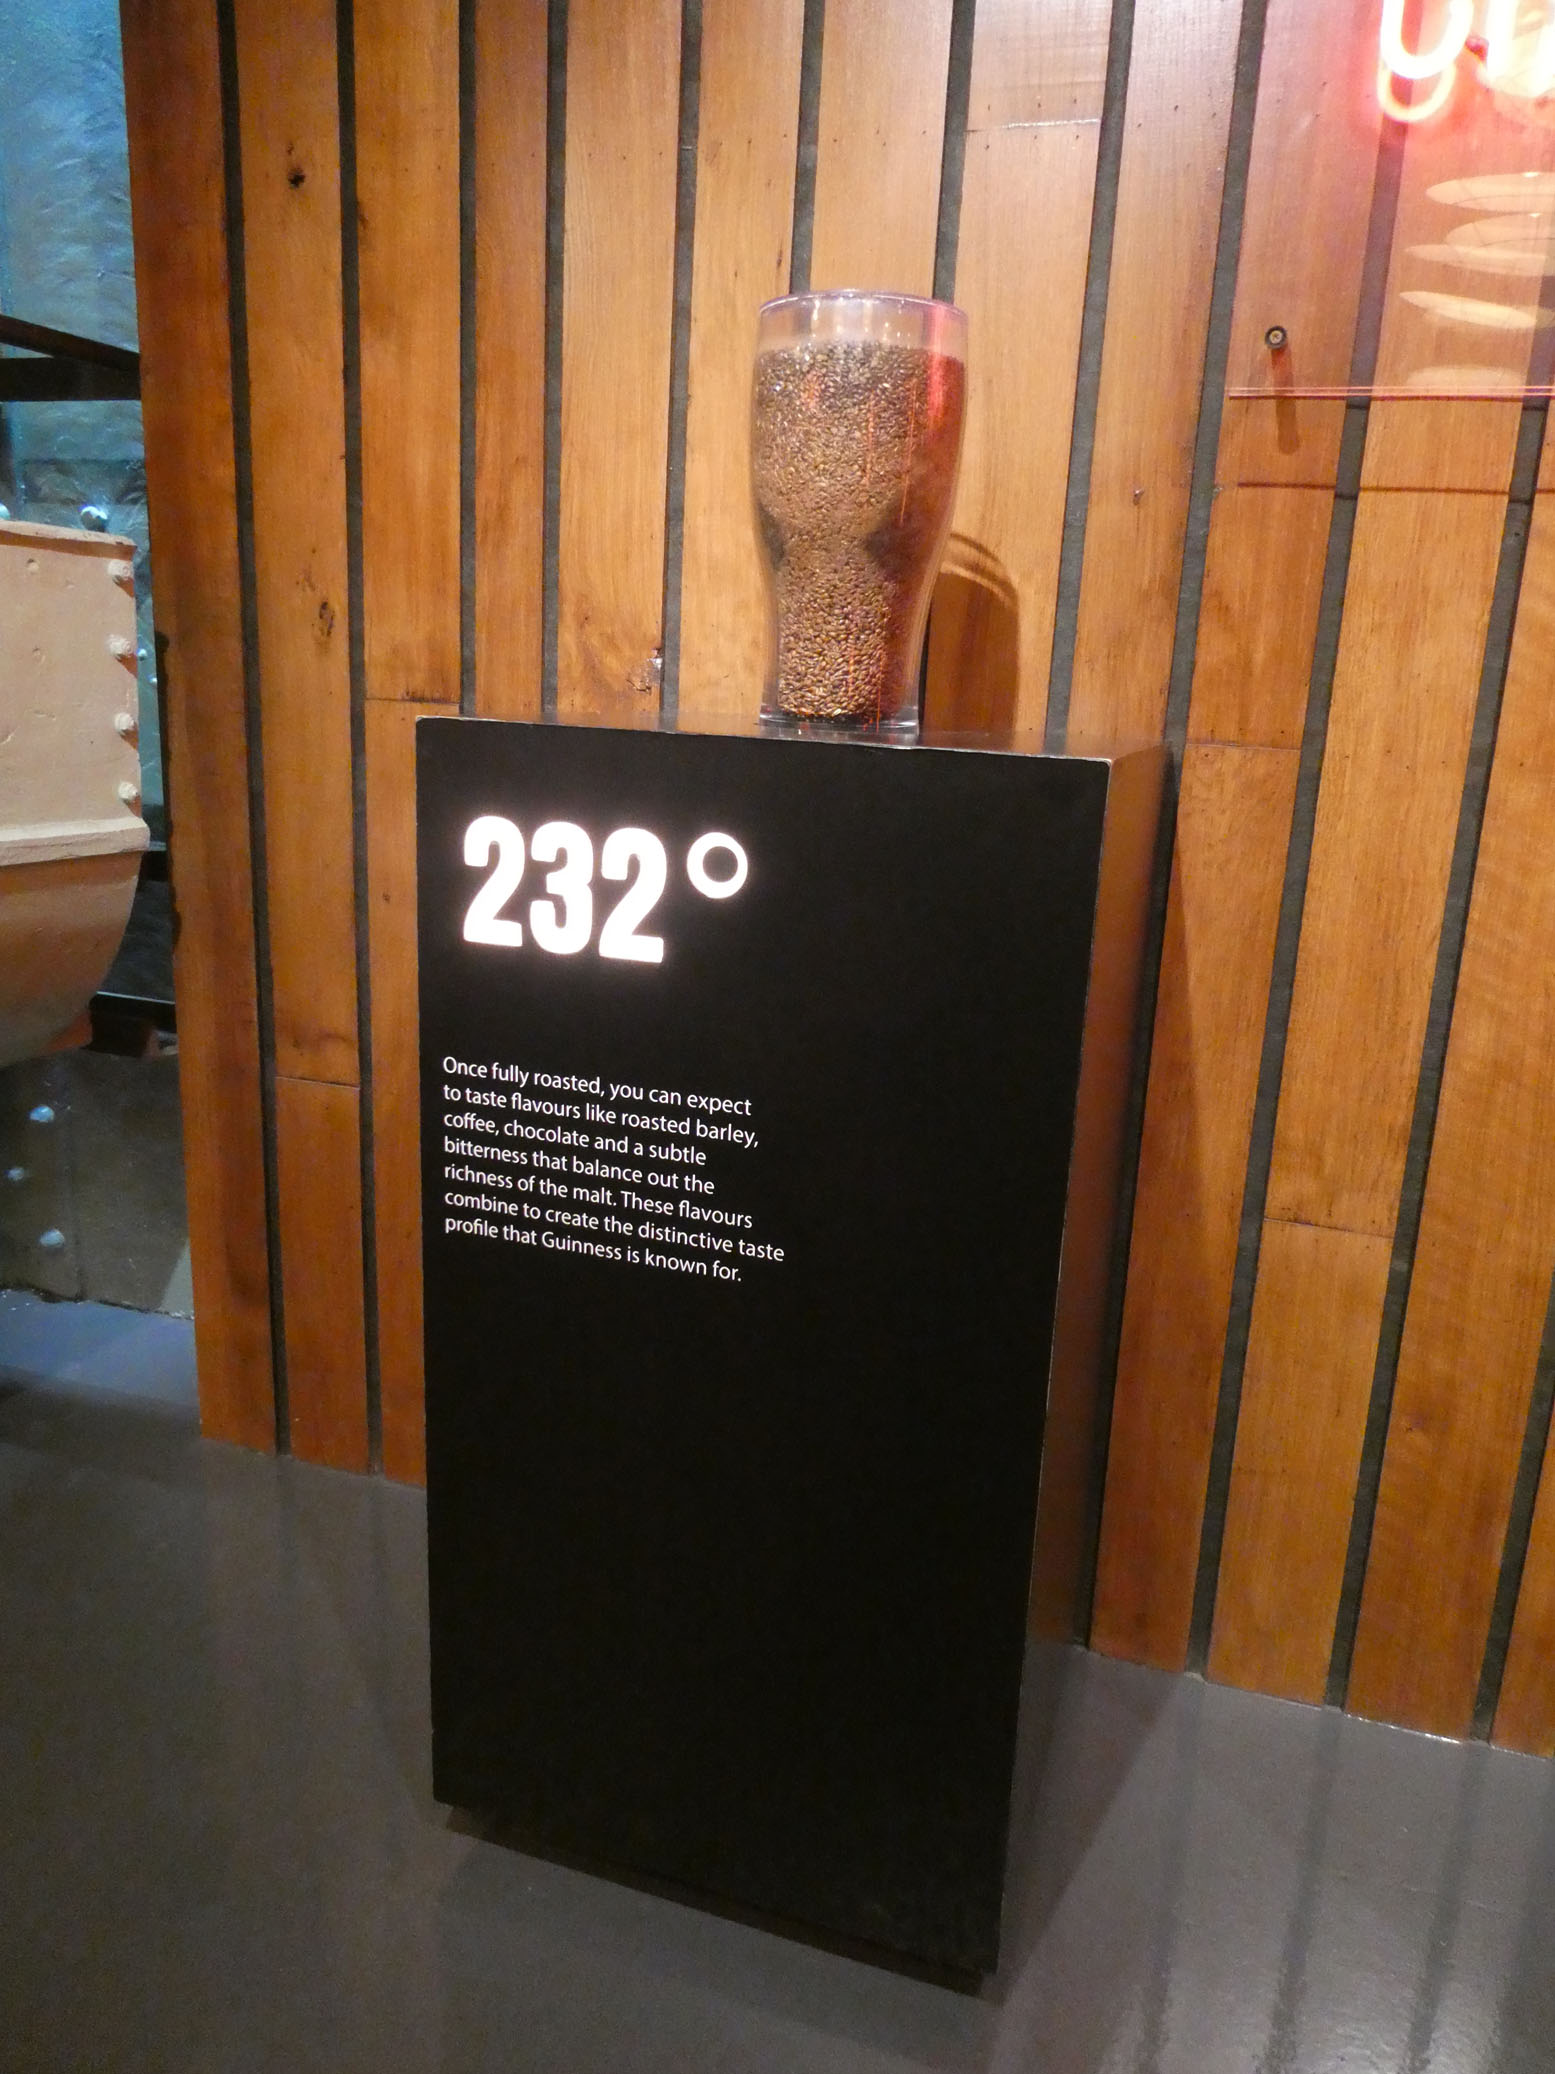 232°
Once fully roasted, you can expect
to taste flavours like roasted barley,
coffee, chocolate and a subtle
bitterness that balance out the
richness of the malt. These flavours
combine to create the distinctive taste
profile that Guinness is known for.